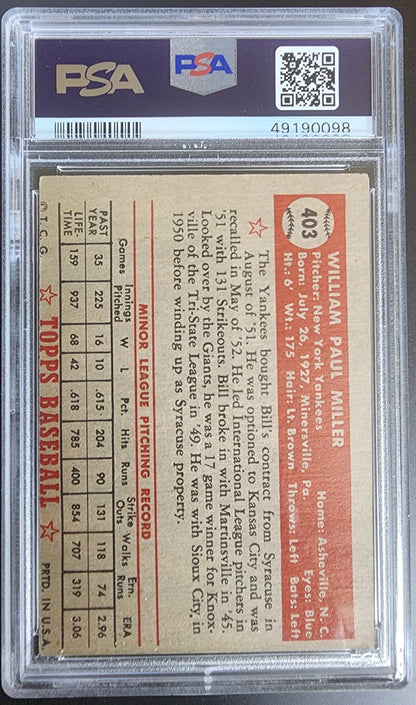 PSA
PSA
49190098
403
WILLIAM PAUL MILLER
Pitcher: New York Yankees Home: Asheville, N. C.
Born: July 26, 1927, Minersville, Pa. Eyes: Blue
Ht.: 6' Wt.: 175 Hair: Lt. Brown Throws: Left Bats: Left
The Yankees bought Bill's contract from Syracuse in
August of '51. He was optioned to Kansas City and was
recalled in May of '52. He led International League pitchers in
'51 with 131 Strikeouts. Bill broke in with Martinsville in '45.
Looked over by the Giants, he was a 17 game winner for Knox-
ville of the Tri-State League in '49. He was with Sioux City, in
1950 before winding up as Syracuse property.
MINOR LEAGUE PITCHING RECORD
Games Innings Pitched W L Pct. Hits Runs Strike Outs Walks Ern. Runs ERA
PAST YEAR 35 225 16 10 .615 204 90 131 118 74 2.96
LIFE-TIME 159 937 68 42 .618 785 400 854 707 319 3.06
© T. C. G. TOPPS BASEBALL PRTD. IN U.S.A.